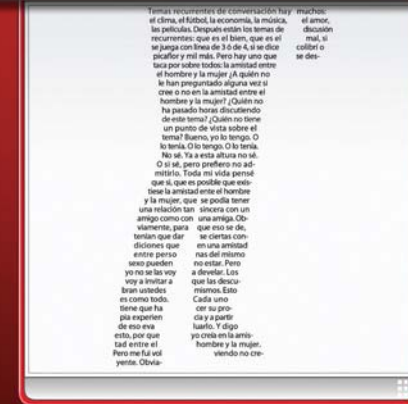 Temas recurrentes de conversación hay muchos:
el clima, el fútbol, la economía, la música, el amor,
las películas. Después están los temas de discusión
recurrentes: que es el bien, que es el mal, si
se juega con línea de 3 ó de 4, si se dice colibrí o
picaflor y mil más. Pero hay uno que se des-
taca por sobre todos: la amistad entre
el hombre y la mujer ¿A quién no
le han preguntado alguna vez si
cree o no en la amistad entre el
hombre y la mujer? ¿Quién no
ha pasado horas discutiendo
de este tema? ¿Quién no tiene
un punto de vista sobre el
tema? Bueno, yo lo tengo. O
lo tenía. O lo tengo. O lo tenía.
No sé. Ya a esta altura no sé.
O si sé, pero prefiero no ad-
mitirlo. Toda mi vida pensé
que si, que es posible que exis-
tiese la amistad ente el hombre
y la mujer, que se podía tener
una relación tan sincera con un
amigo como con una amiga. Ob-
viamente, para que eso se de,
tenían que dar se ciertas con-
diciones que en una amistad
entre perso nas del mismo
sexo pueden no estar. Pero
yo no se las voy a develar. Los
voy a invitar a que las descu-
bran ustedes mismos. Esto
es como todo. Cada uno
tiene que ha cer su pro-
pia experien cia y a partir
de eso eva luarlo. Y digo
esto, por que yo creía en la amis-
tad entre el hombre y la mujer.
Pero me fui vol viendo no cre-
yente. Obvia-